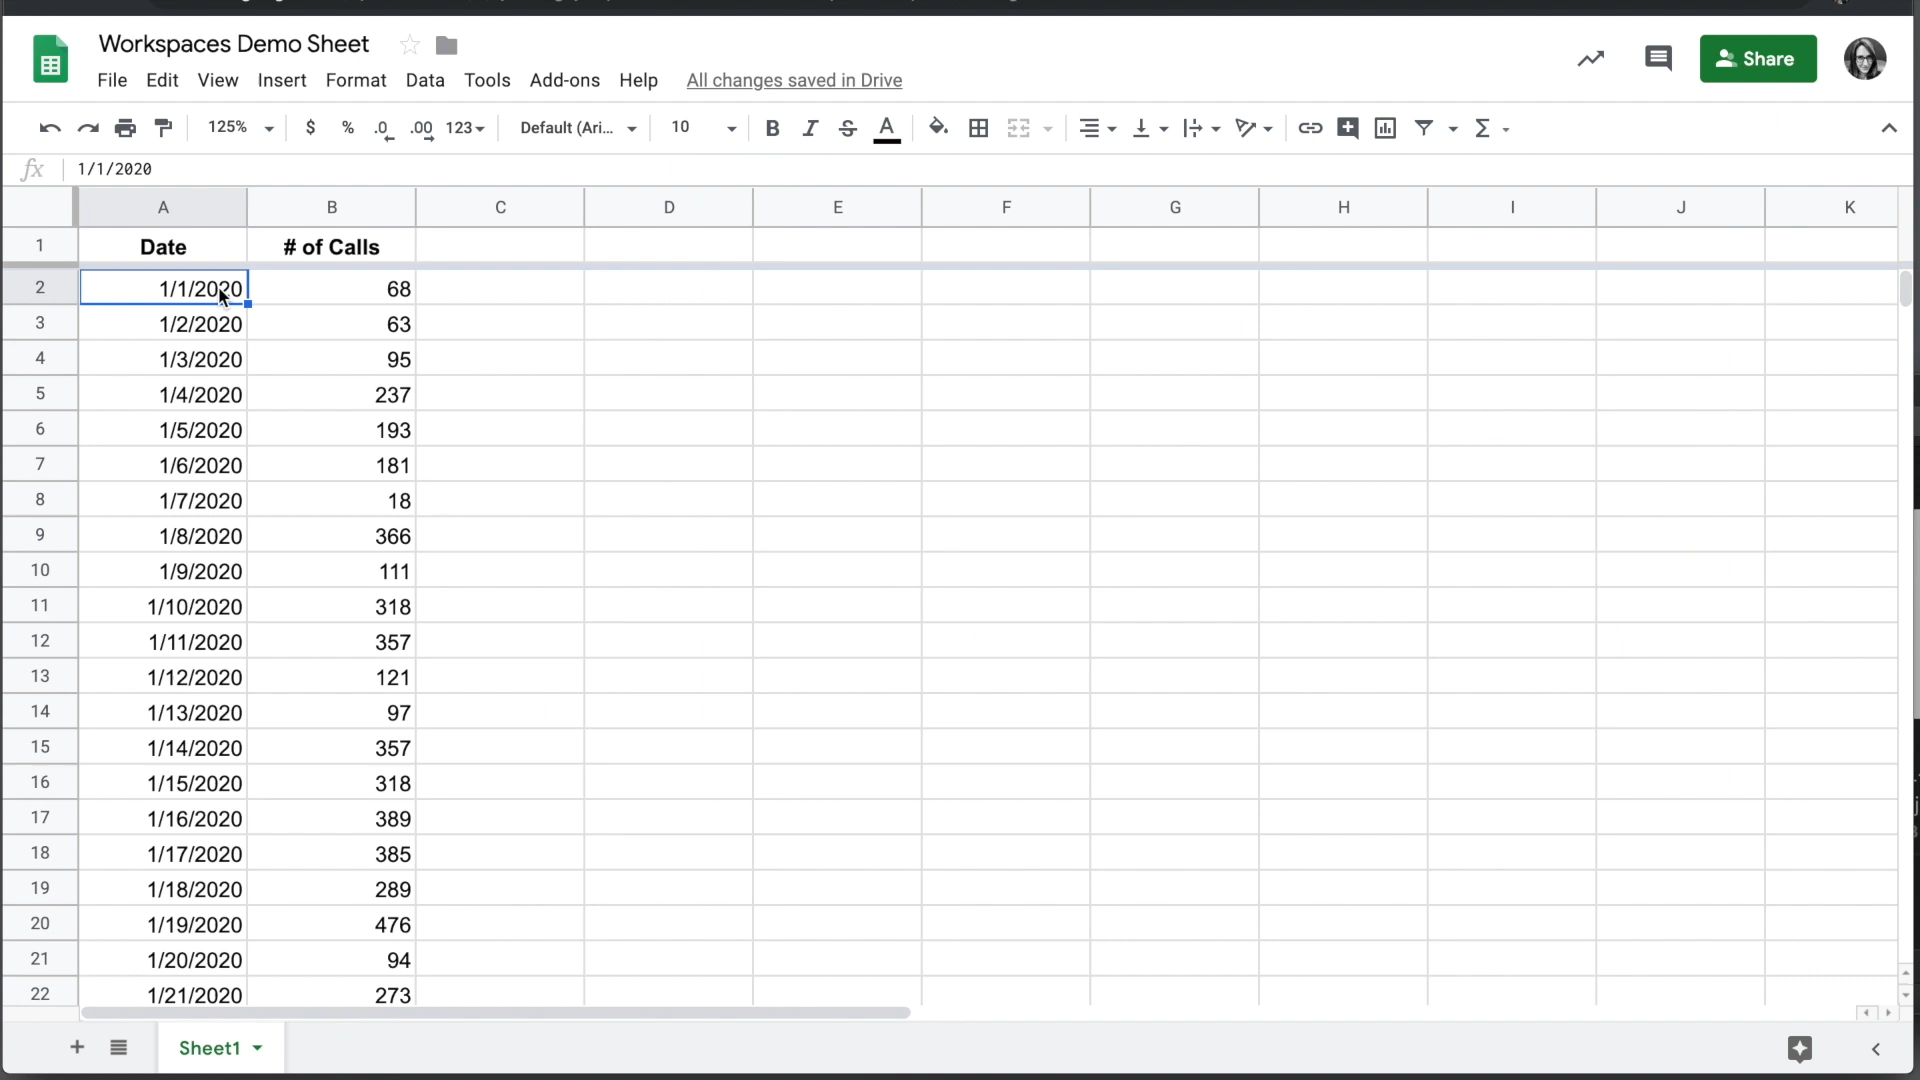 Workspaces Demo Sheet
File Edit View Insert Format Data Tools Add-ons Help All changes saved in Drive
Share
125% $ % .0 .00 123 Default (Ari... 10 B I S A Σ
fx 1/1/2020
A B C D E F G H I J K
1 Date # of Calls
2 1/1/2020 68
3 1/2/2020 63
4 1/3/2020 95
5 1/4/2020 237
6 1/5/2020 193
7 1/6/2020 181
8 1/7/2020 18
9 1/8/2020 366
10 1/9/2020 111
11 1/10/2020 318
12 1/11/2020 357
13 1/12/2020 121
14 1/13/2020 97
15 1/14/2020 357
16 1/15/2020 318
17 1/16/2020 389
18 1/17/2020 385
19 1/18/2020 289
20 1/19/2020 476
21 1/20/2020 94
22 1/21/2020 273
Sheet1